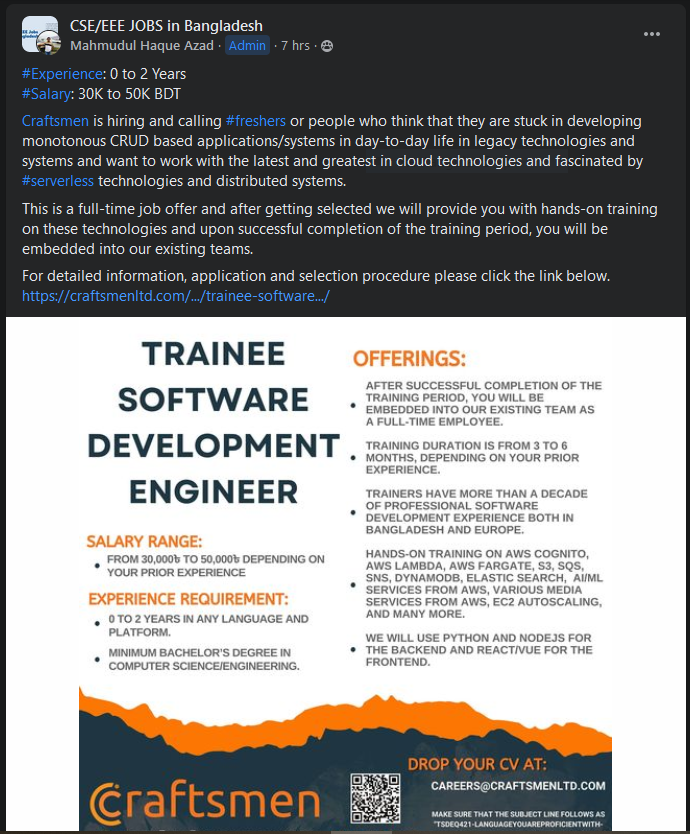 CSE/EEE JOBS in Bangladesh
Mahmudul Haque Azad · Admin · 7 hrs ·
#Experience: 0 to 2 Years
#Salary: 30K to 50K BDT
Craftsmen is hiring and calling #freshers or people who think that they are stuck in developing
monotonous CRUD based applications/systems in day-to-day life in legacy technologies and
systems and want to work with the latest and greatest in cloud technologies and fascinated by
#serverless technologies and distributed systems.
This is a full-time job offer and after getting selected we will provide you with hands-on training
on these technologies and upon successful completion of the training period, you will be
embedded into our existing teams.
For detailed information, application and selection procedure please click the link below.
https://craftsmenltd.com/.../trainee-software.../
TRAINEE
SOFTWARE
DEVELOPMENT
ENGINEER
SALARY RANGE:
• FROM 30,000৳ TO 50,000৳ DEPENDING ON
YOUR PRIOR EXPERIENCE
EXPERIENCE REQUIREMENT:
• 0 TO 2 YEARS IN ANY LANGUAGE AND
PLATFORM.
• MINIMUM BACHELOR'S DEGREE IN
COMPUTER SCIENCE/ENGINEERING.
OFFERINGS:
• AFTER SUCCESSFUL COMPLETION OF THE
TRAINING PERIOD, YOU WILL BE
EMBEDDED INTO OUR EXISTING TEAM AS
A FULL-TIME EMPLOYEE.
• TRAINING DURATION IS FROM 3 TO 6
MONTHS, DEPENDING ON YOUR PRIOR
EXPERIENCE.
• TRAINERS HAVE MORE THAN A DECADE
OF PROFESSIONAL SOFTWARE
DEVELOPMENT EXPERIENCE BOTH IN
BANGLADESH AND EUROPE.
• HANDS-ON TRAINING ON AWS COGNITO,
AWS LAMBDA, AWS FARGATE, S3, SQS,
SNS, DYNAMODB, ELASTIC SEARCH, AI/ML
SERVICES FROM AWS, VARIOUS MEDIA
SERVICES FROM AWS, EC2 AUTOSCALING,
AND MANY MORE.
• WE WILL USE PYTHON AND NODEJS FOR
THE BACKEND AND REACT/VUE FOR THE
FRONTEND.
Craftsmen
DROP YOUR CV AT:
CAREERS@CRAFTSMENLTD.COM
MAKE SURE THAT THE SUBJECT LINE FOLLOWS AS
"TSDEQ421-LANGUAGEYOUAREPROFICIENTWITH-